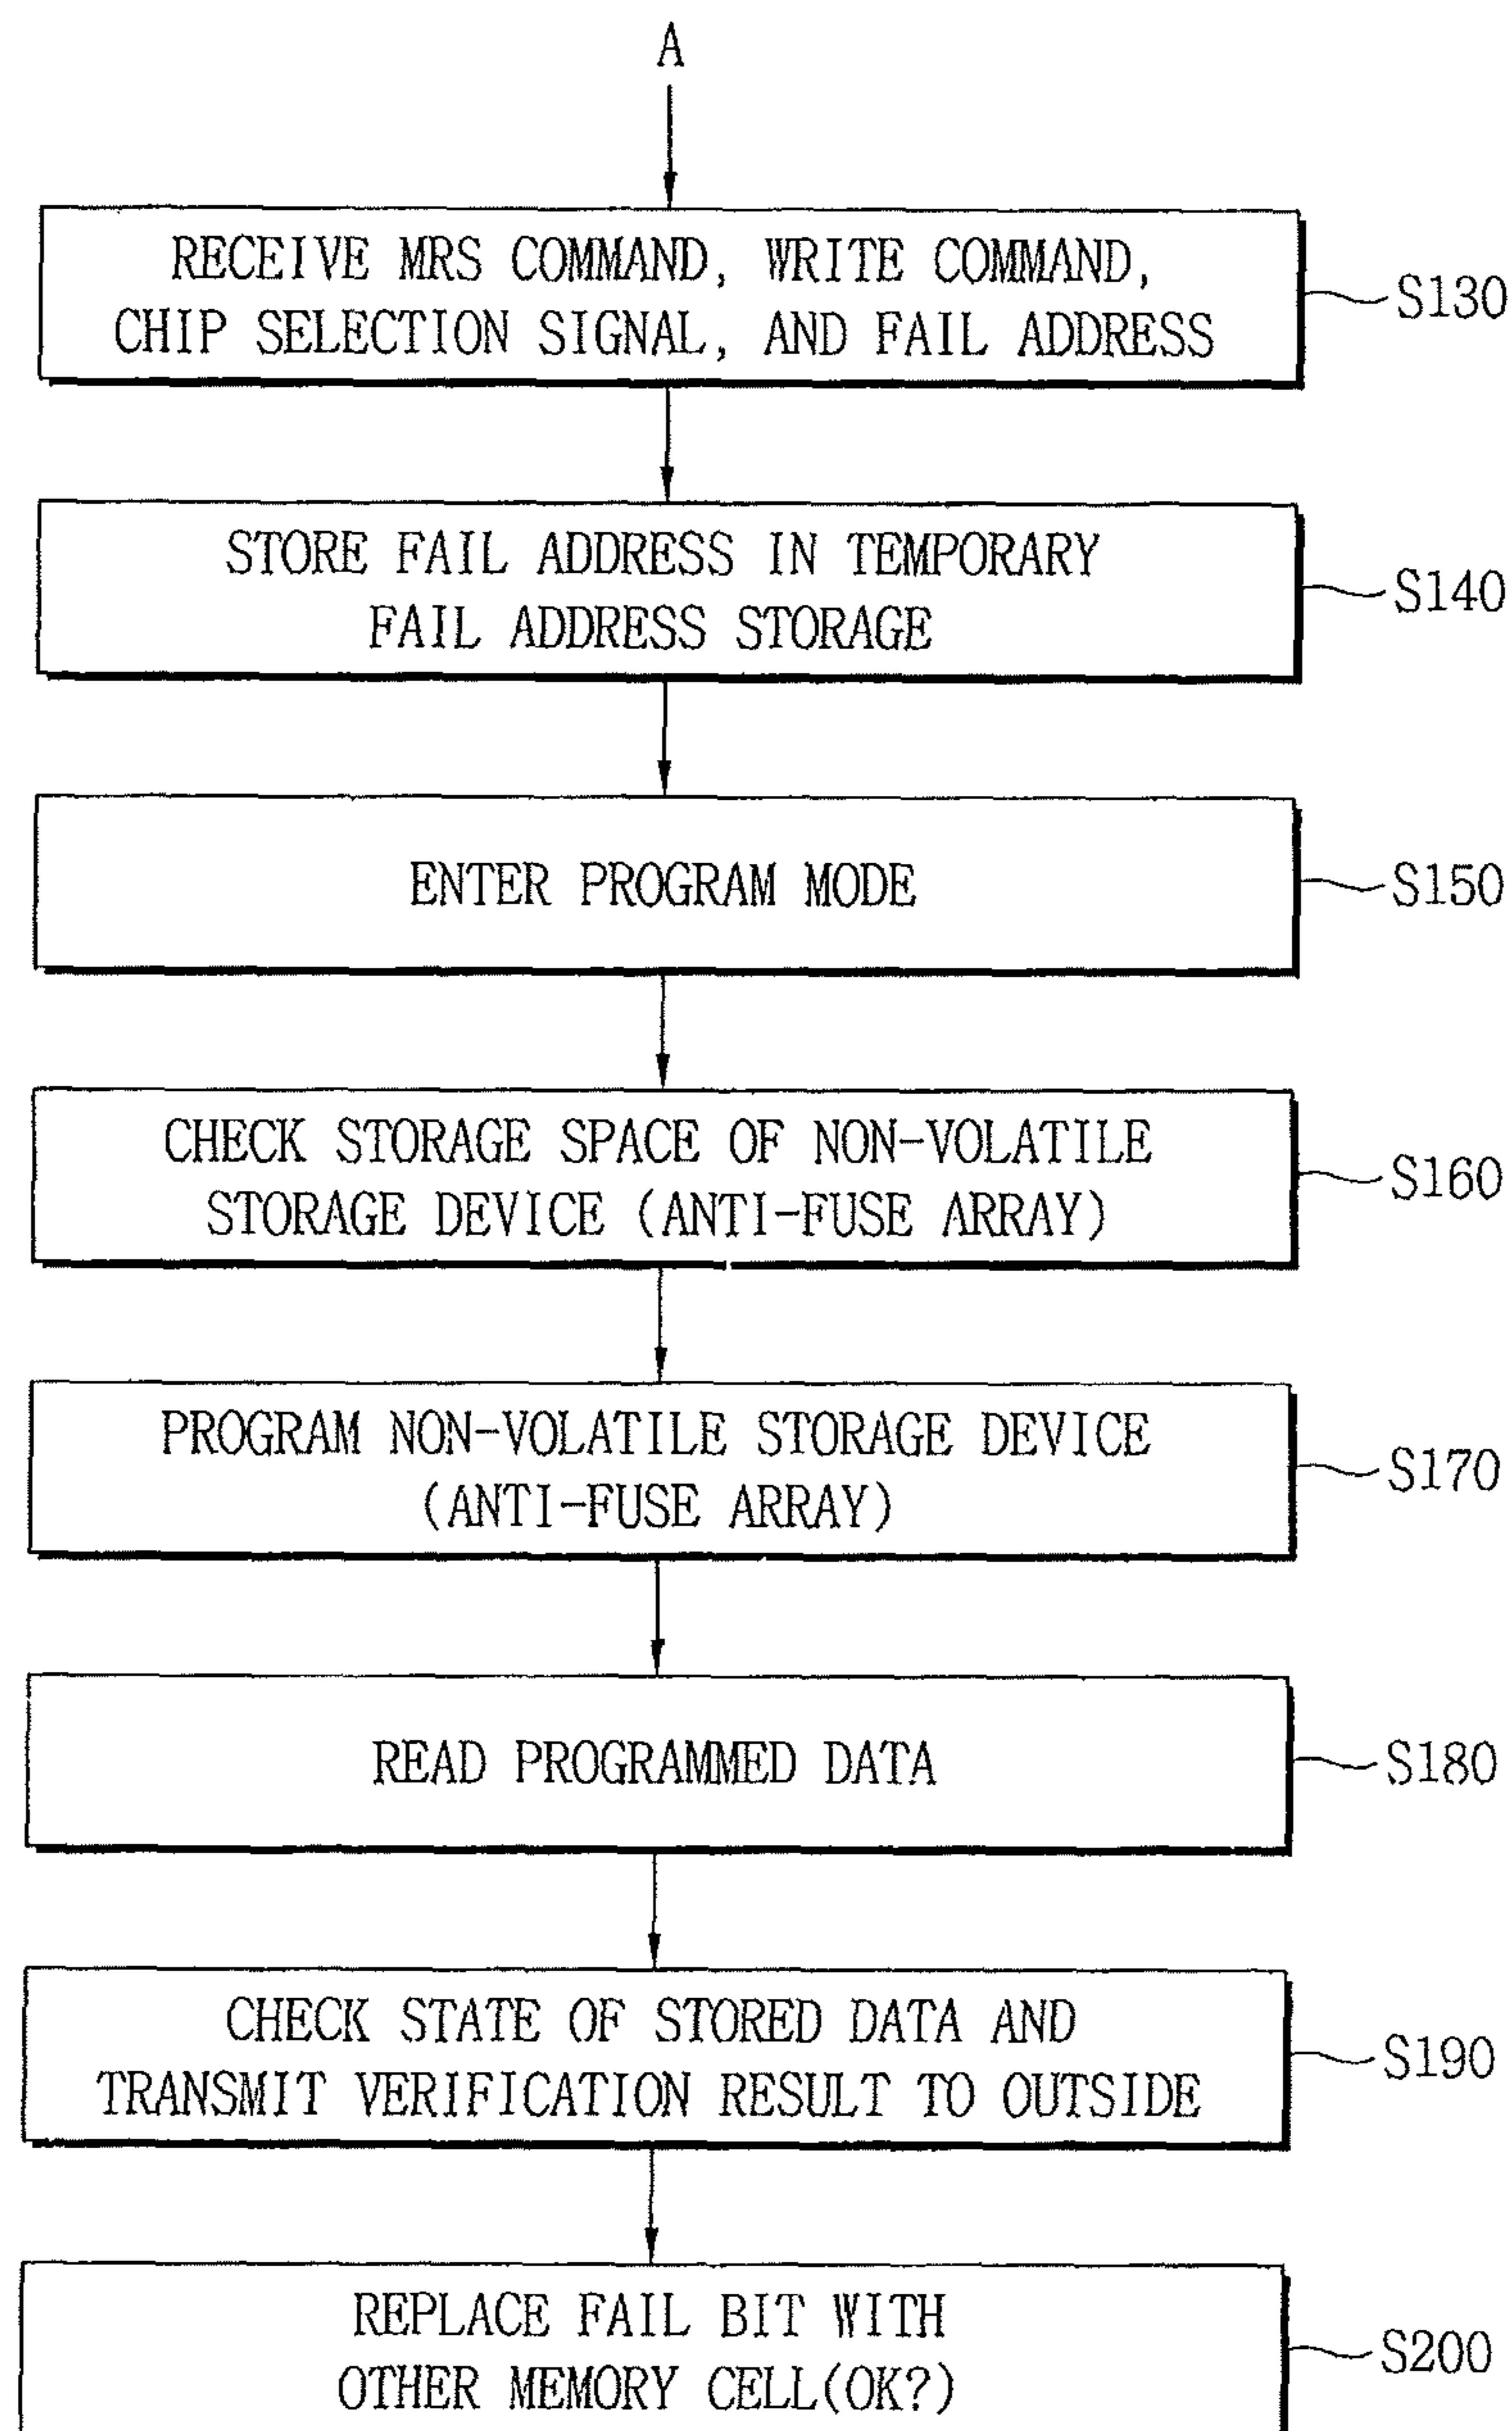 A
RECEIVE MRS COMMAND, WRITE COMMAND,
CHIP SELECTION SIGNAL, AND FAIL ADDRESS
S130
STORE FAIL ADDRESS IN TEMPORARY
FAIL ADDRESS STORAGE
S140
ENTER PROGRAM MODE
S150
CHECK STORAGE SPACE OF NON-VOLATILE
STORAGE DEVICE (ANTI-FUSE ARRAY)
S160
PROGRAM NON-VOLATILE STORAGE DEVICE
(ANTI-FUSE ARRAY)
S170
READ PROGRAMMED DATA
S180
CHECK STATE OF STORED DATA AND
TRANSMIT VERIFICATION RESULT TO OUTSIDE
S190
REPLACE FAIL BIT WITH
OTHER MEMORY CELL(OK?)
S200